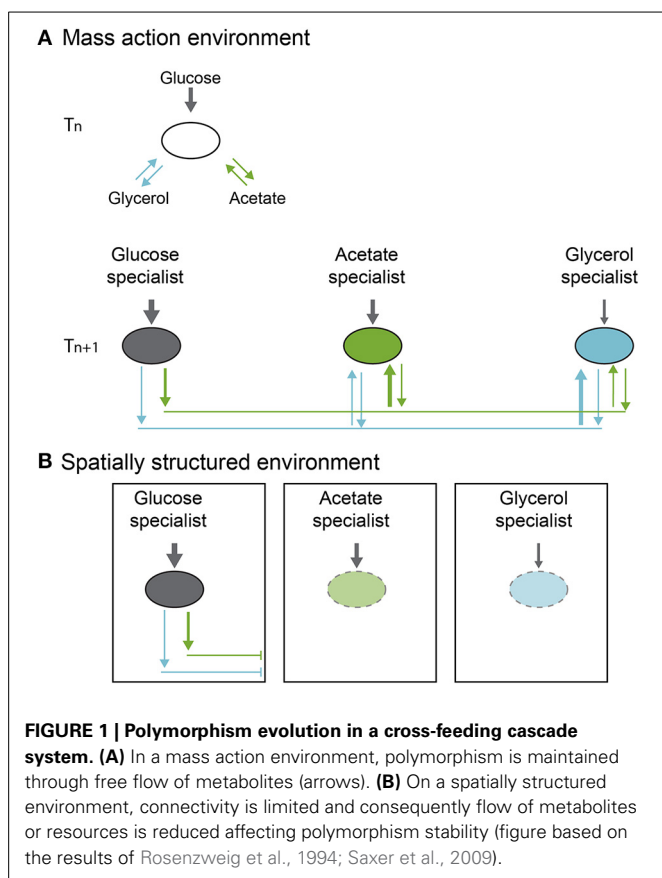 A Mass action environment
Glucose
Tn
Glycerol
Acetate
Glucose
specialist
Acetate
specialist
Glycerol
specialist
Tn+1
B Spatially structured environment
Glucose
specialist
Acetate
specialist
Glycerol
specialist
FIGURE 1 | Polymorphism evolution in a cross-feeding cascade
system. (A) In a mass action environment, polymorphism is maintained
through free flow of metabolites (arrows). (B) On a spatially structured
environment, connectivity is limited and consequently flow of metabolites
or resources is reduced affecting polymorphism stability (figure based on
the results of Rosenzweig et al., 1994; Saxer et al., 2009).